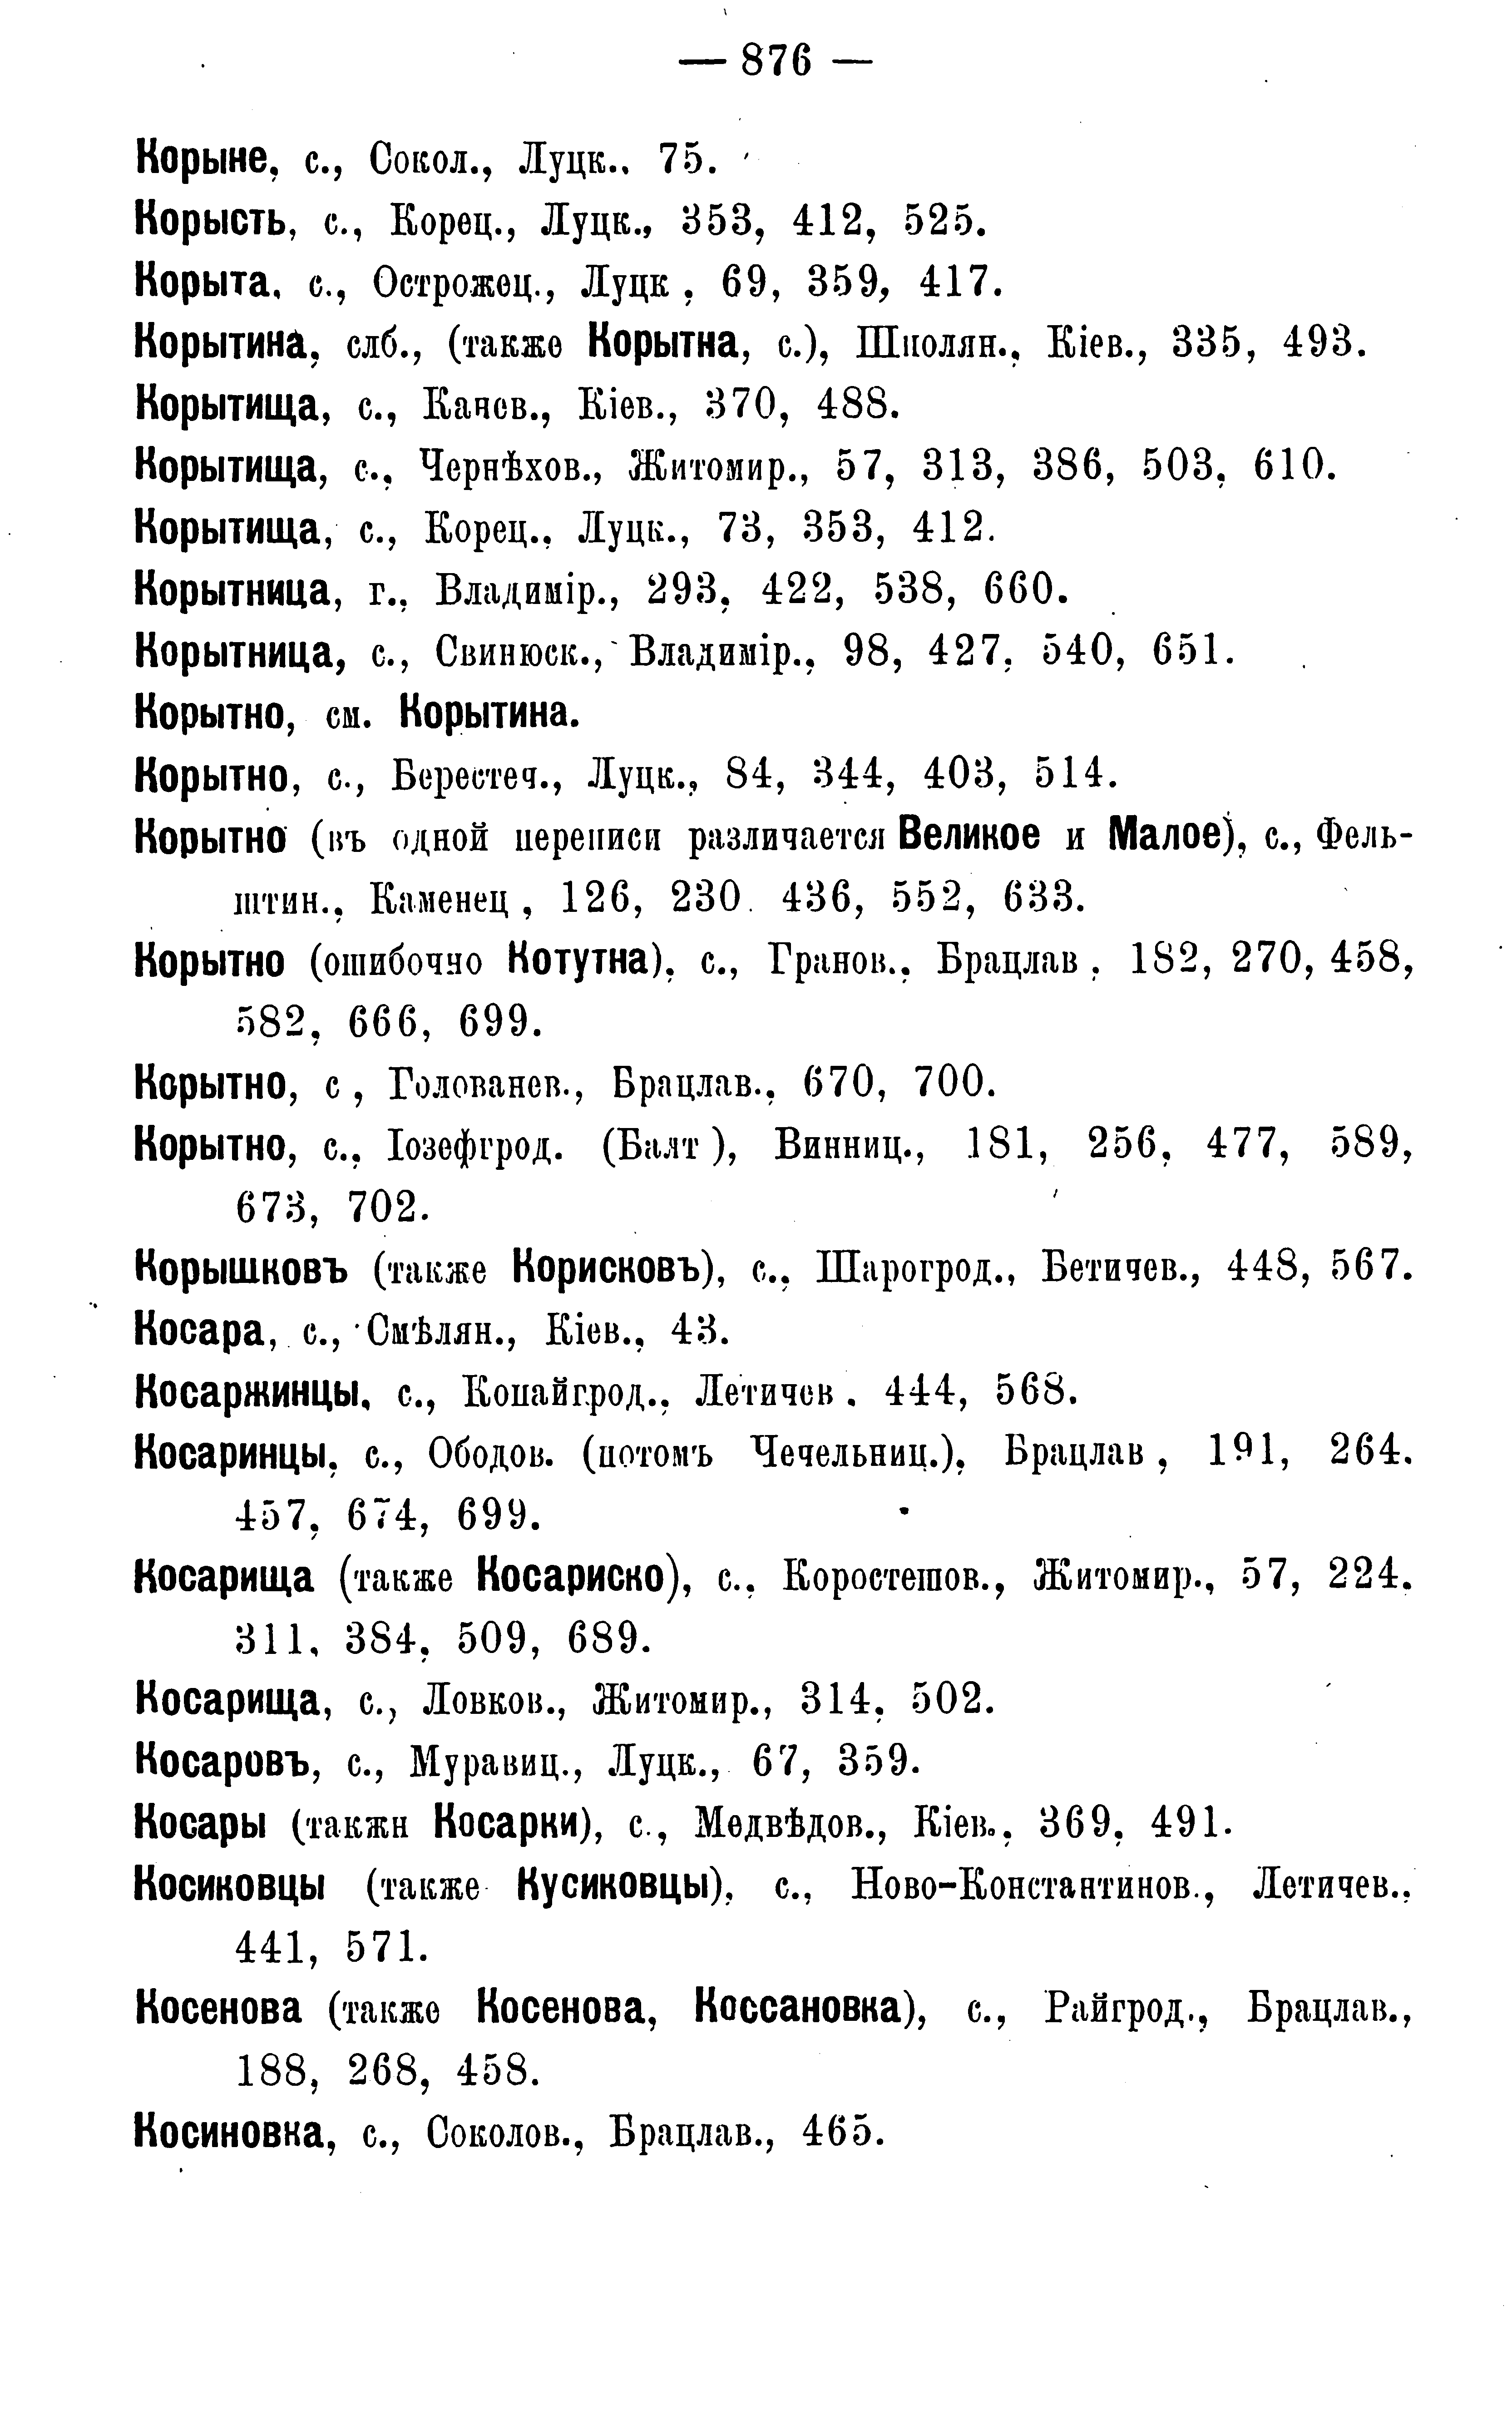 — 876 —
Корыне, с., Сокол., Луцк., 75.
Корысть, с., Корец., Луцк., 353, 412, 525.
Корыта, с., Острожец., Луцк , 69, 359, 417.
Корытина, слб., (также Корытна, с.), Шполян., Кіев., 335, 493.
Корытища, с., Канев., Кіев., 370, 488.
Корытища, с., Чернѣхов., Житомир., 57, 313, 386, 503, 610.
Корытища, с., Корец., Луцк., 73, 353, 412.
Корытница, г., Владимір., 293, 422, 538, 660.
Корытница, с., Свинюск., Владимір., 98, 427, 540, 651.
Корытно, см. Корытина.
Корытно, с., Берестеч., Луцк., 84, 344, 403, 514.
Корытно (въ одной переписи различается Великое и Малое), с., Фель-
штин., Каменец , 126, 230. 436, 552, 633.
Корытно (ошибочно Котутна), с., Гранов., Брацлав , 182, 270, 458,
582, 666, 699.
Корытно, с , Голованев., Брацлав., 670, 700.
Корытно, с., Іозефгрод. (Балт ), Винниц., 181, 256, 477, 589,
673, 702.
Корышковъ (также Корисковъ), с., Шарогрод., Бетичев., 448, 567.
Косара, с., Смѣлян., Кіев., 43.
Косаржинцы, с., Копайгрод., Летичев . 444, 568.
Косаринцы, с., Ободов. (потомъ Чечельниц.), Брацлав , 191, 264.
457, 674, 699.
Косарища (также Косариско), с., Коростешов., Житомир., 57, 224.
311, 384, 509, 689.
Косарища, с., Ловков., Житомир., 314, 502.
Косаровъ, с., Муравиц., Луцк., 67, 359.
Косары (такжн Косарки), с., Медвѣдов., Кіев., 369, 491.
Косиковцы (также Кусиковцы), с., Ново-Константинов., Летичев.,
441, 571.
Косенова (также Косенова, Коссановка), с., Райгрод., Брацлав.,
188, 268, 458.
Косиновка, с., Соколов., Брацлав., 465.